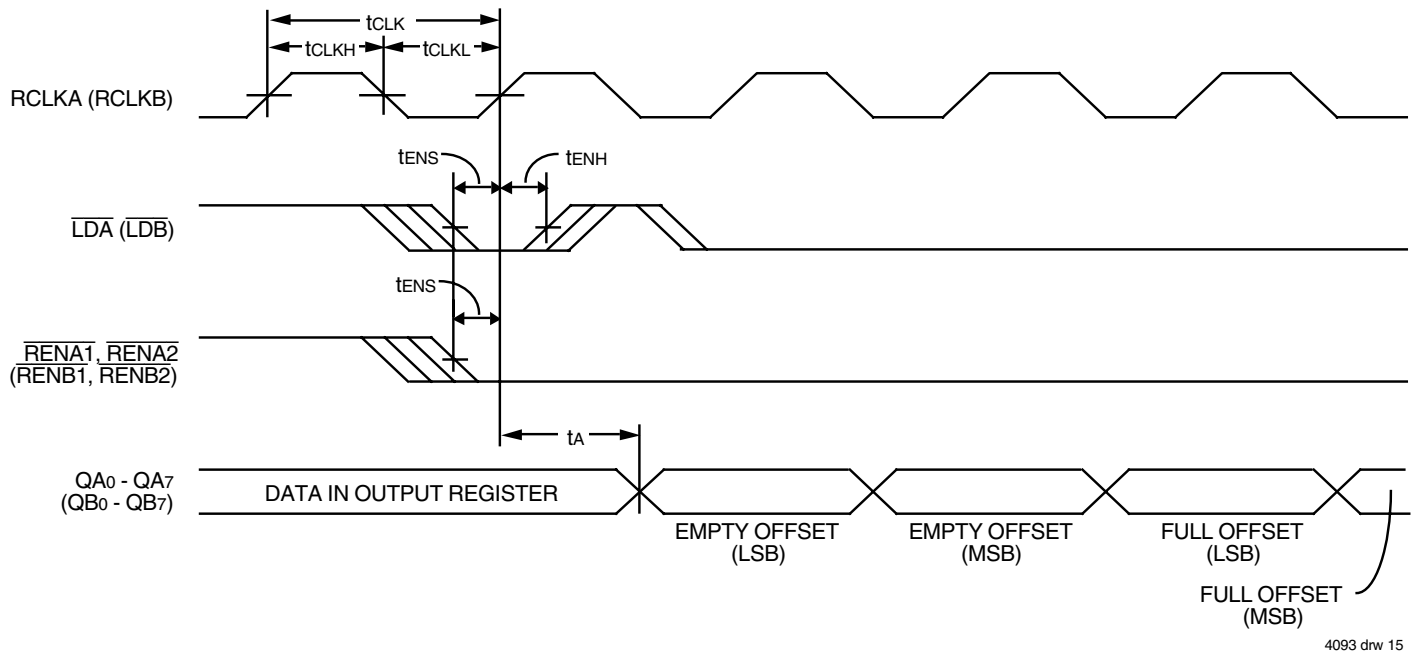 tCLK
tCLKH
tCLKL
RCLKA (RCLKB)
tENS
tENH
LDA (LDB)
tENS
RENA1, RENA2
(RENB1, RENB2)
tA
QA0 - QA7
(QB0 - QB7)
DATA IN OUTPUT REGISTER
EMPTY OFFSET
(LSB)
EMPTY OFFSET
(MSB)
FULL OFFSET
(LSB)
FULL OFFSET
(MSB)
4093 drw 15